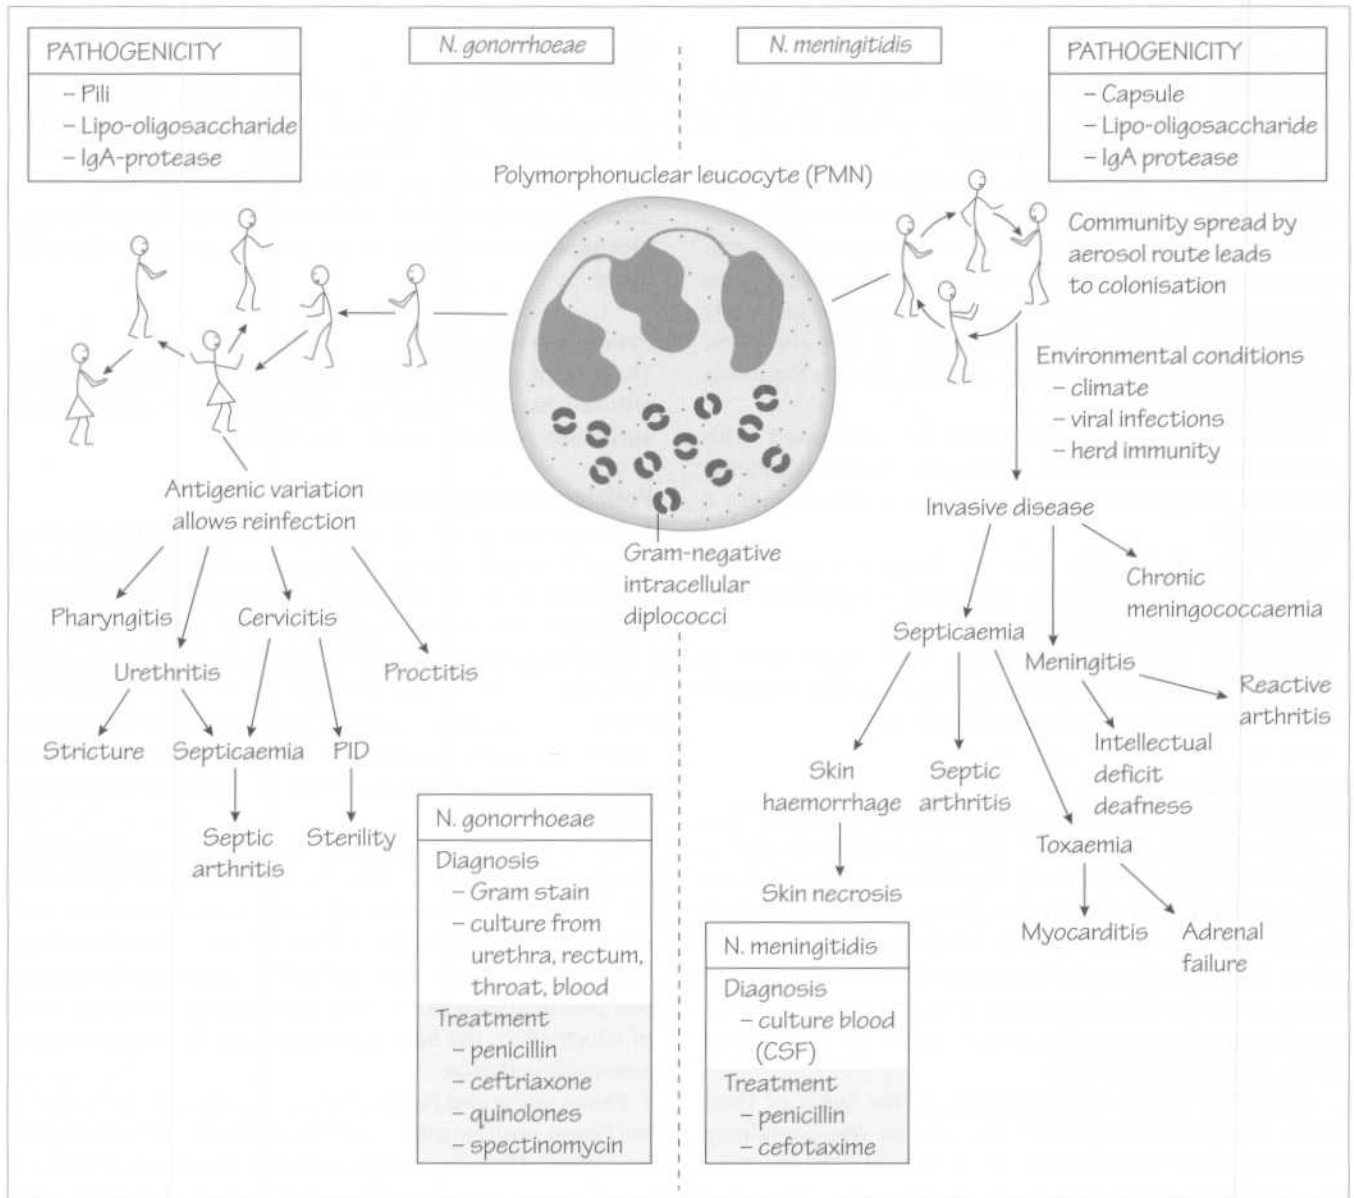 PATHOGENICITY
– Pili
– Lipo-oligosaccharide
– IgA-protease
N. gonorrhoeae
N. meningitidis
PATHOGENICITY
– Capsule
– Lipo-oligosaccharide
– IgA protease
Polymorphonuclear leucocyte (PMN)
Community spread by
aerosol route leads
to colonisation
Environmental conditions
– climate
– viral infections
– herd immunity
Antigenic variation
allows reinfection
Pharyngitis
Cervicitis
Urethritis
Proctitis
Stricture
Septicaemia
PID
Septic
arthritis
Sterility
Gram-negative
intracellular
diplococci
Invasive disease
Chronic
meningococcaemia
Septicaemia
Meningitis
Reactive
arthritis
Intellectual
deficit
deafness
Skin
haemorrhage
Septic
arthritis
Toxaemia
Skin necrosis
Myocarditis
Adrenal
failure
N. gonorrhoeae
Diagnosis
– Gram stain
– culture from
urethra, rectum,
throat, blood
Treatment
– penicillin
– ceftriaxone
– quinolones
– spectinomycin
N. meningitidis
Diagnosis
– culture blood
(CSF)
Treatment
– penicillin
– cefotaxime